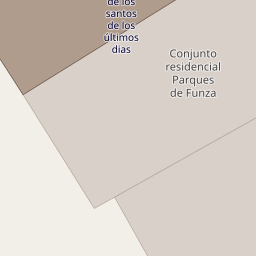 de los
santos
de los
últimos
días
Conjunto
residencial
Parques
de Funza